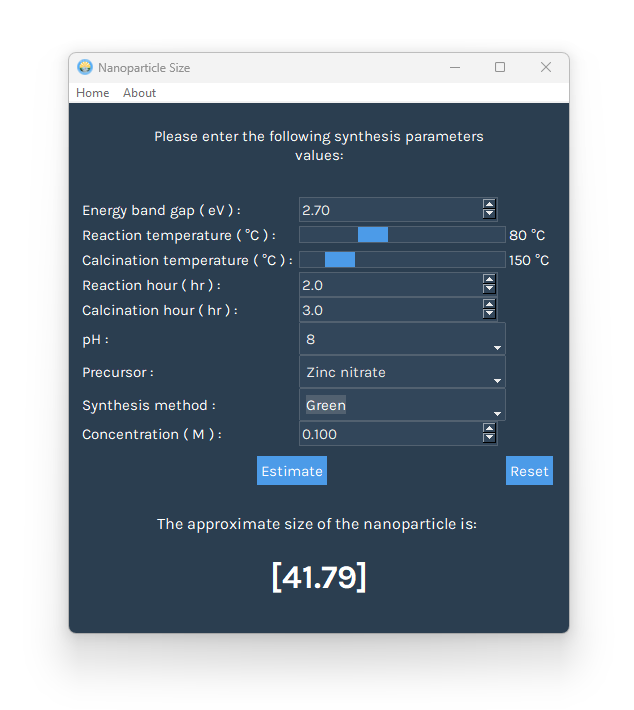 Nanoparticle Size
Home About
Please enter the following synthesis parameters
values:
Energy band gap ( eV ) : 2.70
Reaction temperature ( °C ) : 80 °C
Calcination temperature ( °C ) : 150 °C
Reaction hour ( hr ) : 2.0
Calcination hour ( hr ) : 3.0
pH : 8
Precursor : Zinc nitrate
Synthesis method : Green
Concentration ( M ) : 0.100
Estimate Reset
The approximate size of the nanoparticle is:
[41.79]